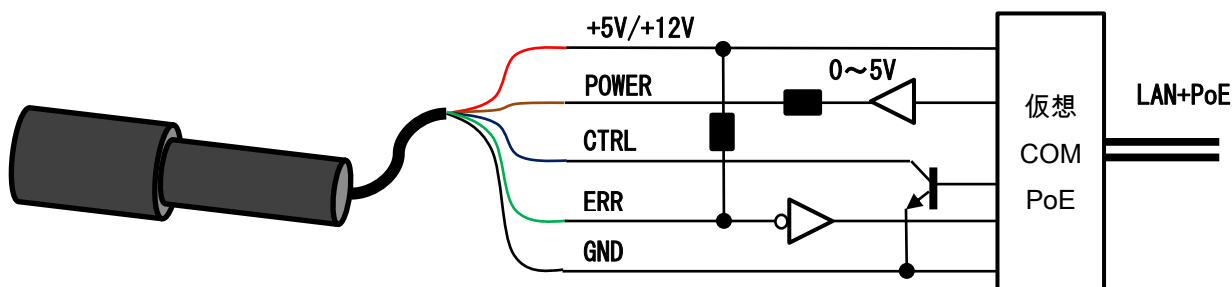 +5V/+12V
POWER
0～5V
CTRL
ERR
GND
仮想
COM
PoE
LAN+PoE